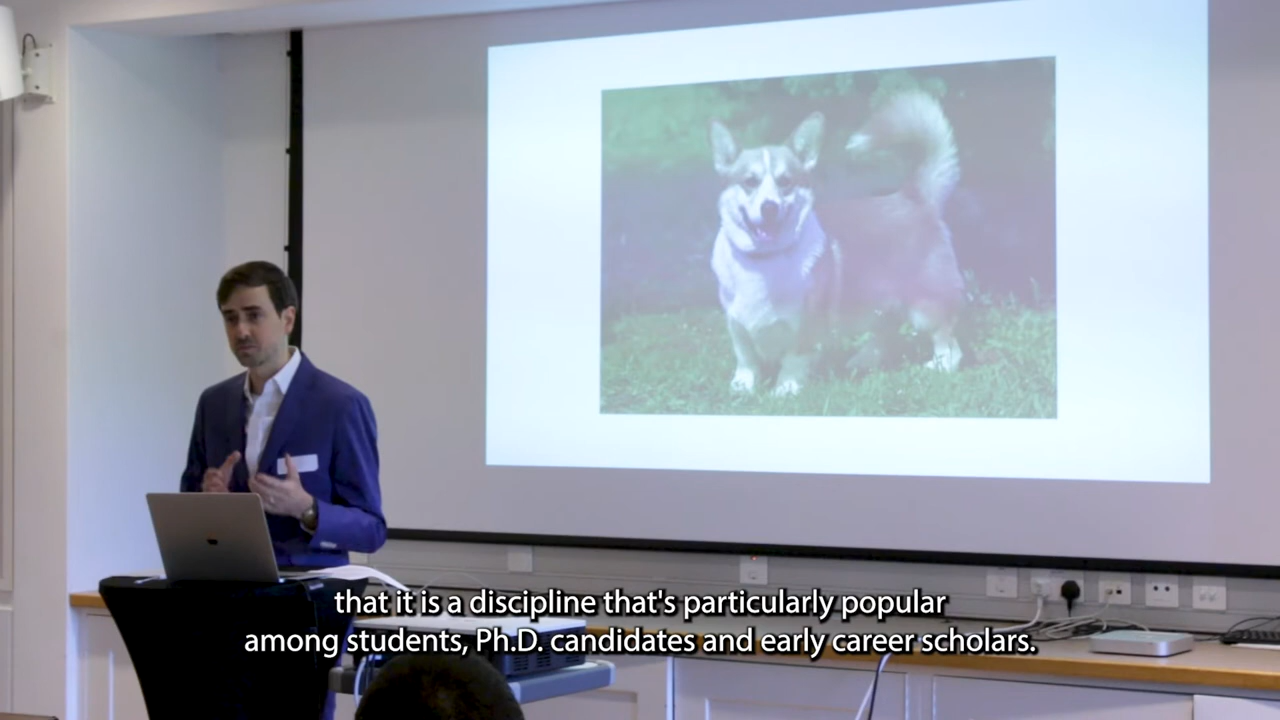 that it is a discipline that's particularly popular
among students, Ph.D. candidates and early career scholars.